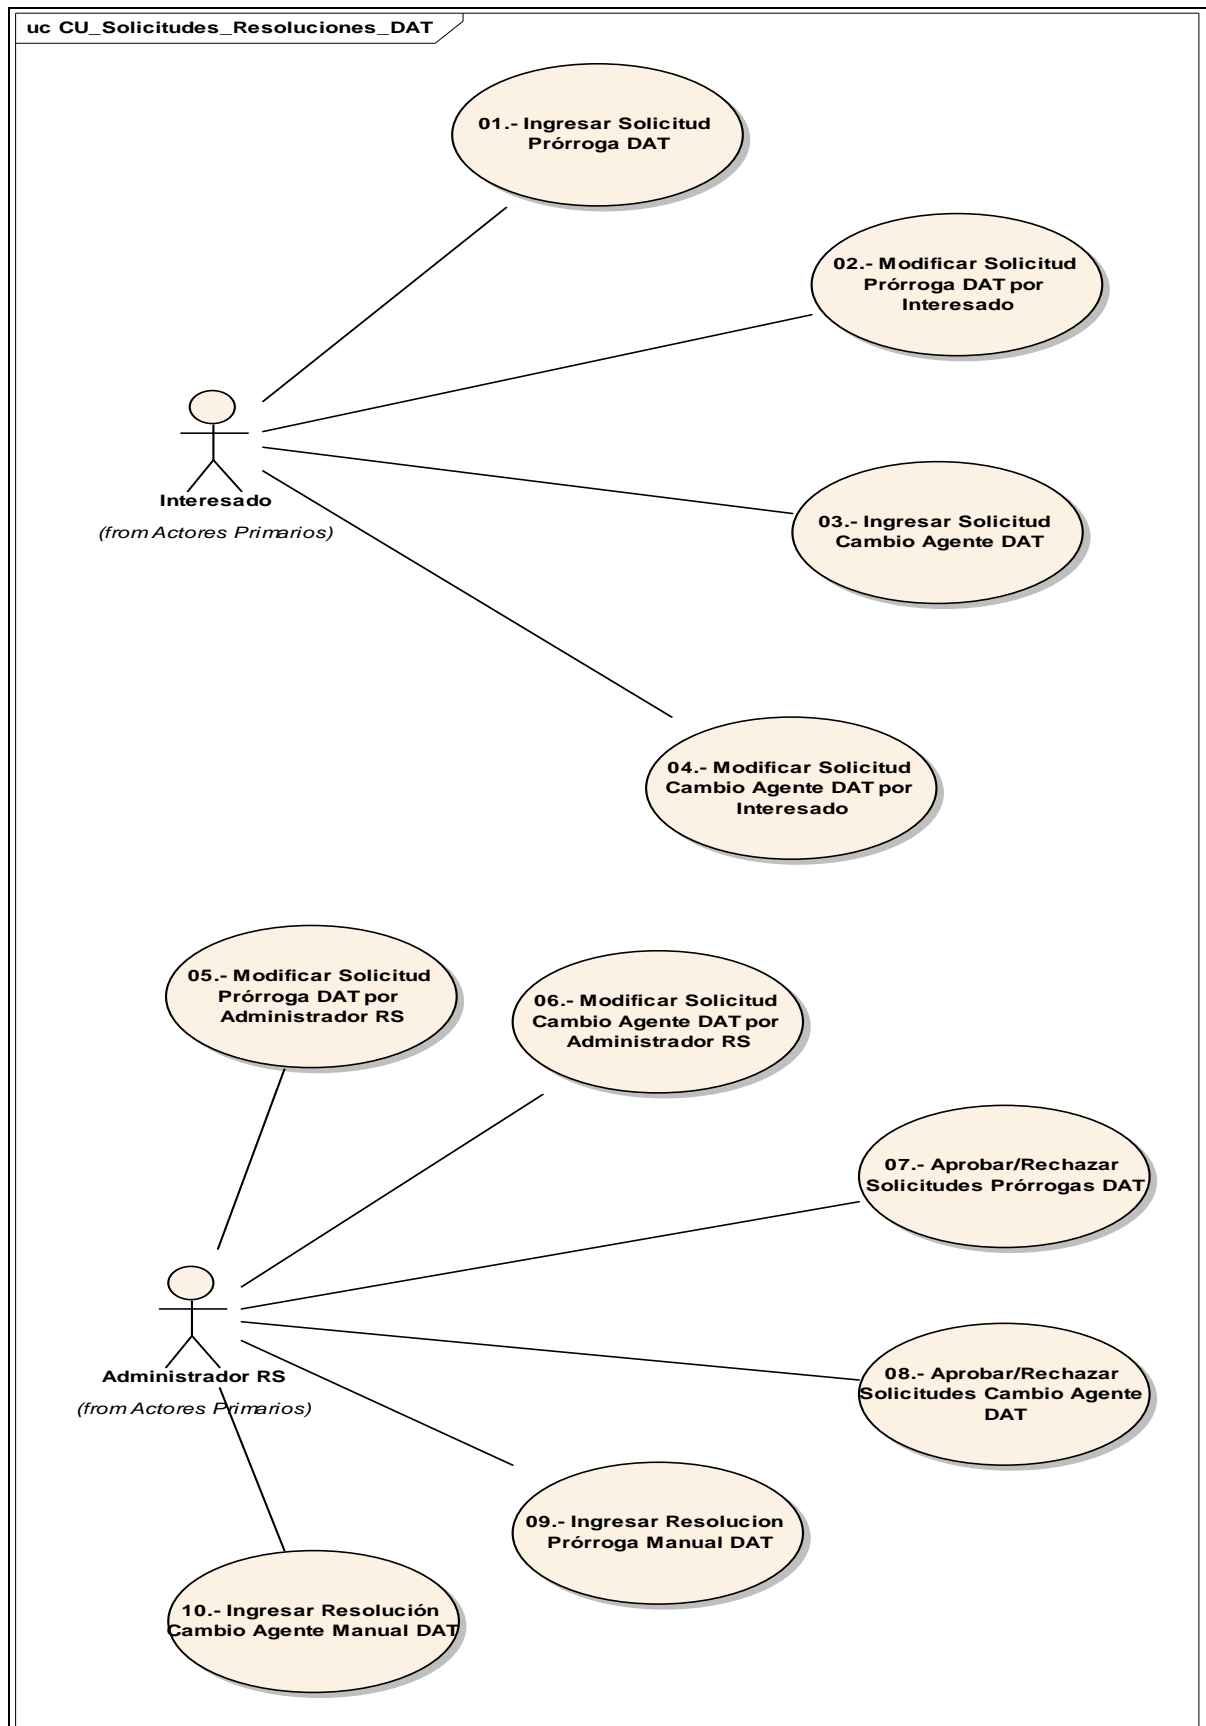 uc CU_Solicitudes_Resoluciones_DAT
01.- Ingresar Solicitud
Prórroga DAT
02.- Modificar Solicitud
Prórroga DAT por
Interesado
Interesado
(from Actores Primarios)
03.- Ingresar Solicitud
Cambio Agente DAT
04.- Modificar Solicitud
Cambio Agente DAT por
Interesado
05.- Modificar Solicitud
Prórroga DAT por
Administrador RS
06.- Modificar Solicitud
Cambio Agente DAT por
Administrador RS
07.- Aprobar/Rechazar
Solicitudes Prórrogas DAT
Administrador RS
(from Actores Primarios)
08.- Aprobar/Rechazar
Solicitudes Cambio Agente
DAT
09.- Ingresar Resolucion
Prórroga Manual DAT
10.- Ingresar Resolución
Cambio Agente Manual DAT